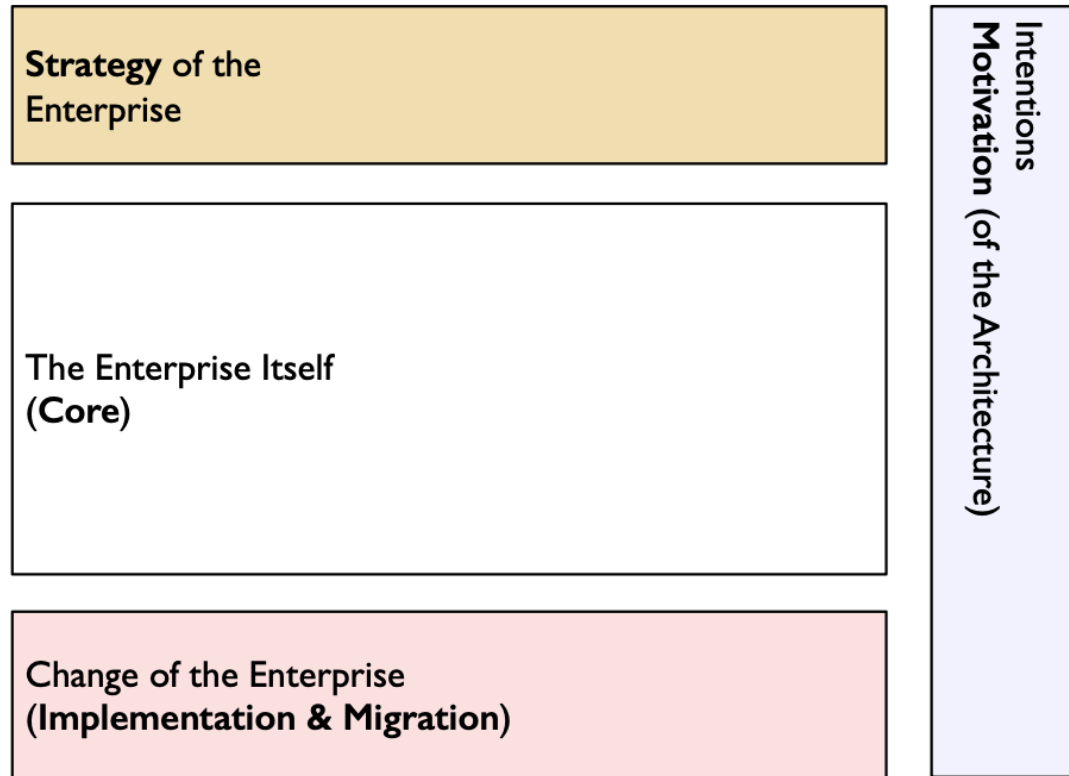 Strategy of the
Enterprise
The Enterprise Itself
(Core)
Change of the Enterprise
(Implementation & Migration)
Intentions
Motivation (of the Architecture)